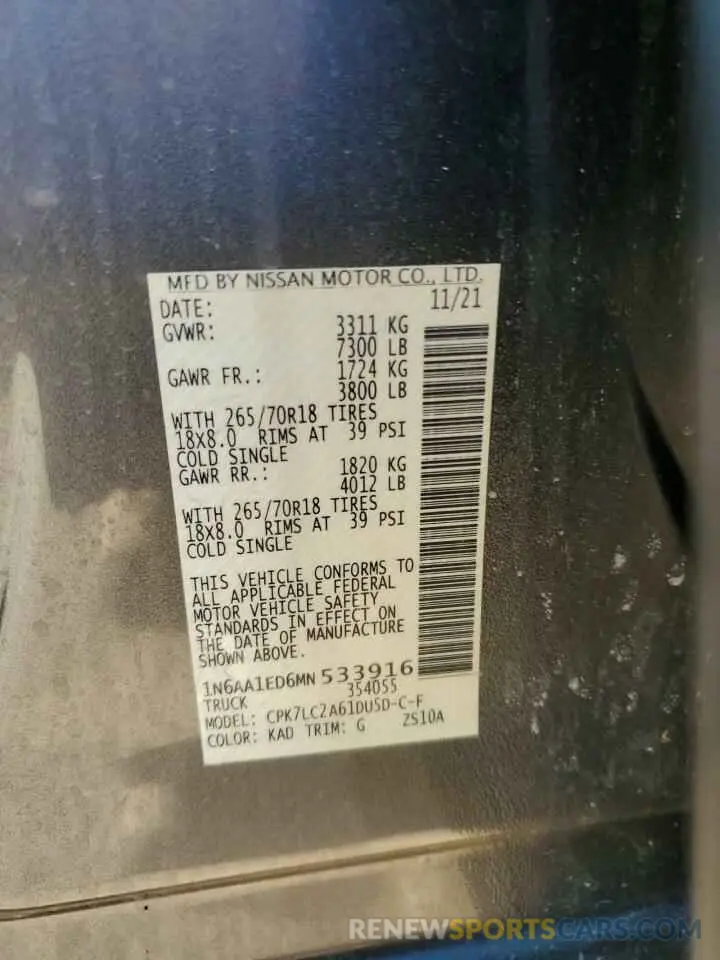 MFD BY NISSAN MOTOR CO., LTD.
DATE: 11/21
GVWR: 3311 KG
7300 LB
GAWR FR.: 1724 KG
3800 LB
WITH 265/70R18 TIRES
18X8.0 RIMS AT 39 PSI
COLD SINGLE
GAWR RR.: 1820 KG
4012 LB
WITH 265/70R18 TIRES
18X8.0 RIMS AT 39 PSI
COLD SINGLE
THIS VEHICLE CONFORMS TO
ALL APPLICABLE FEDERAL
MOTOR VEHICLE SAFETY
STANDARDS IN EFFECT ON
THE DATE OF MANUFACTURE
SHOWN ABOVE.
1N6AA1ED6MN 533916
TRUCK 354055
MODEL: CPK7LC2A61DUSD-C-F
COLOR: KAD TRIM: G ZS10A
RENEWSPORTSCARS.COM